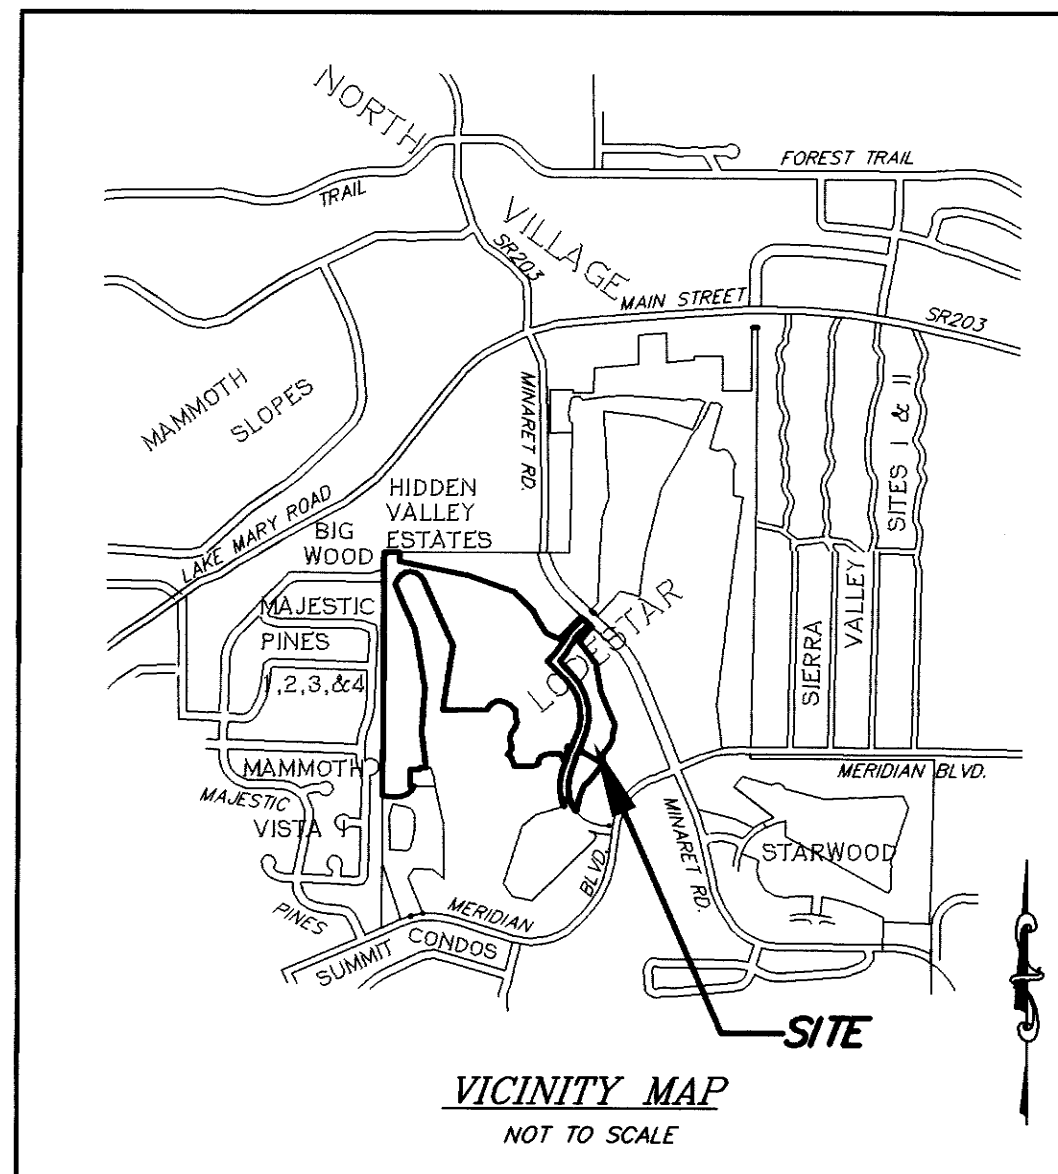 NORTH
VILLAGE
TRAIL
FOREST TRAIL
SR203
MAIN STREET
SR203
MAMMOTH
SLOPES
MINARET RD.
SITES I & II
LAKE MARY ROAD
HIDDEN
VALLEY
ESTATES
BIG
WOOD
MAJESTIC
PINES
1,2,3,&4
LODESTAR
SIERRA
VALLEY
MAMMOTH
VISTA I
MAJESTIC
PINES
MERIDIAN BLVD.
MINARET RD.
STARWOOD
MERIDIAN
BLVD.
SUMMIT CONDOS
SITE
VICINITY MAP
NOT TO SCALE